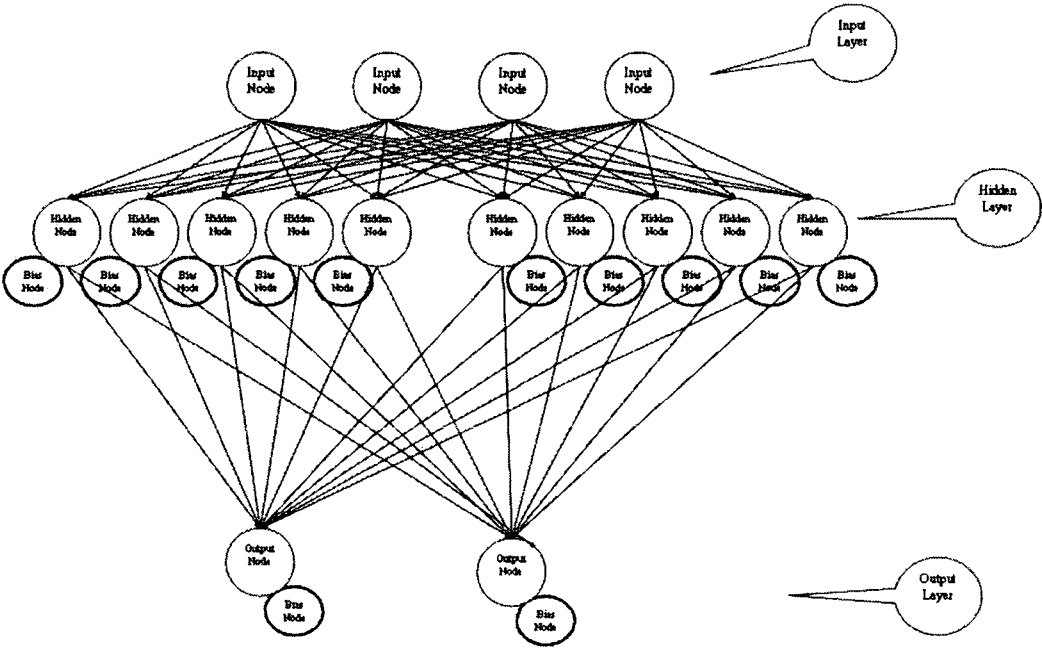 Input
Layer
Input
Node
Input
Node
Input
Node
Input
Node
Hidden
Layer
Hidden
Node
Hidden
Node
Hidden
Node
Hidden
Node
Hidden
Node
Hidden
Node
Hidden
Node
Hidden
Node
Hidden
Node
Hidden
Node
Bias
Node
Bias
Node
Bias
Node
Bias
Node
Bias
Node
Bias
Node
Bias
Node
Bias
Node
Bias
Node
Bias
Node
Output
Node
Output
Node
Output
Layer
Bias
Node
Bias
Node